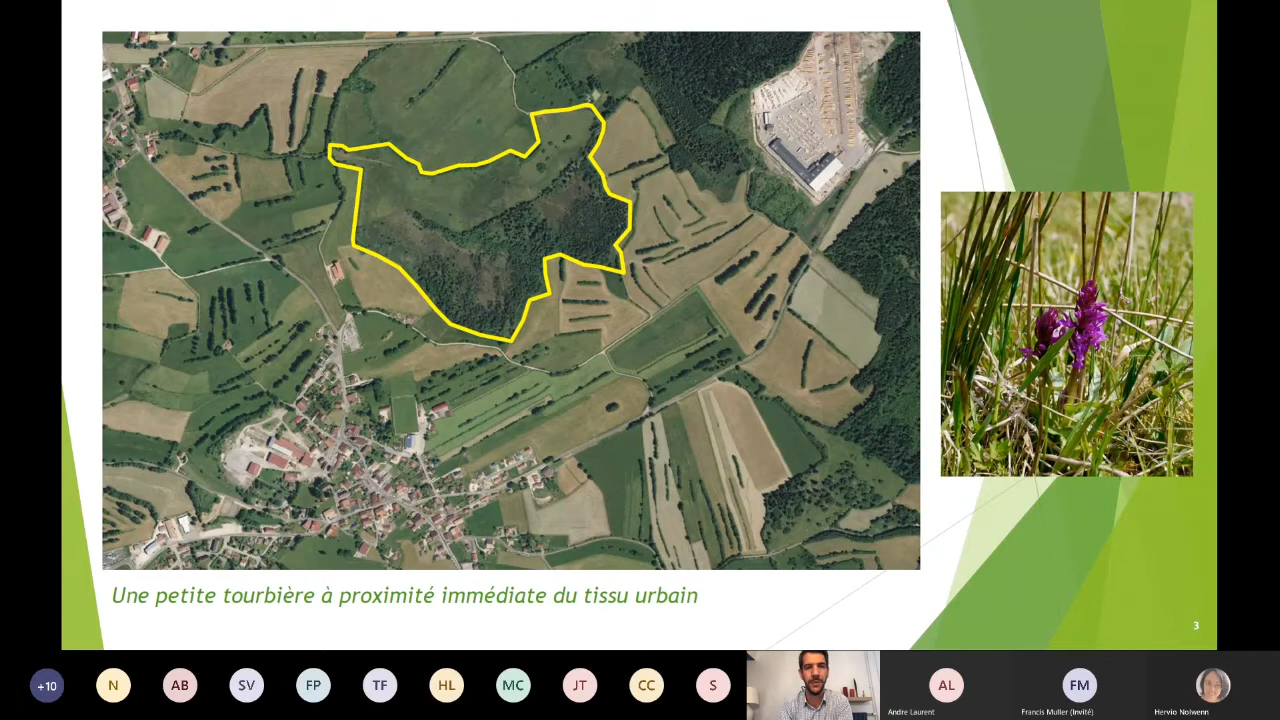 Une petite tourbière à proximité immédiate du tissu urbain
3
+10
N
AB
SV
FP
TF
HL
MC
JT
CC
S
AL
FM
Andre Laurent
Francis Muller (Invité)
Hervio Nolwenn